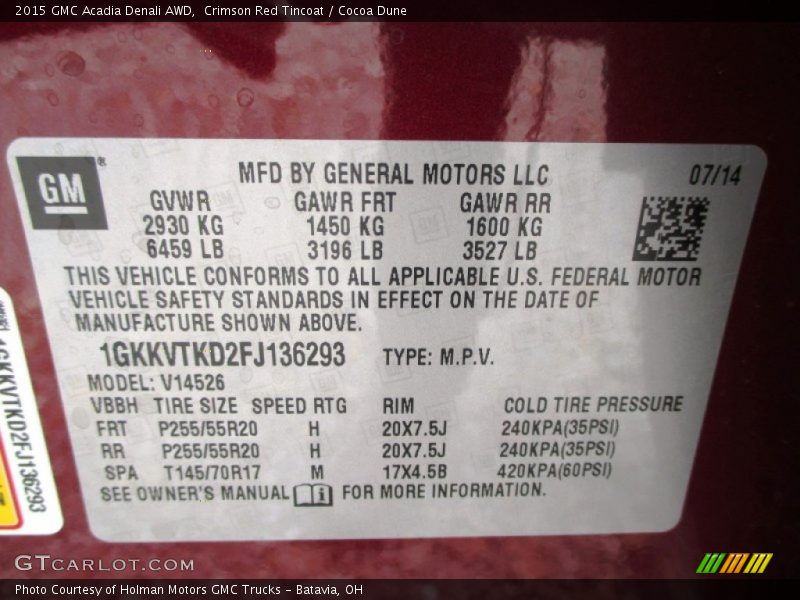 2015 GMC Acadia Denali AWD,  Crimson Red Tincoat / Cocoa Dune
GM®
MFD BY GENERAL MOTORS LLC 07/14
GVWR GAWR FRT GAWR RR
2930 KG 1450 KG 1600 KG
6459 LB 3196 LB 3527 LB
THIS VEHICLE CONFORMS TO ALL APPLICABLE U.S. FEDERAL MOTOR
VEHICLE SAFETY STANDARDS IN EFFECT ON THE DATE OF
MANUFACTURE SHOWN ABOVE.
1GKKVTKD2FJ136293 TYPE: M.P.V.
MODEL: V14526
VBBH TIRE SIZE SPEED RTG RIM COLD TIRE PRESSURE
FRT P255/55R20 H 20X7.5J 240KPA(35PSI)
RR P255/55R20 H 20X7.5J 240KPA(35PSI)
SPA T145/70R17 M 17X4.5B 420KPA(60PSI)
SEE OWNER'S MANUAL FOR MORE INFORMATION.
1GKKVTKD2FJ136293
GTCARLOT.COM
Photo Courtesy of Holman Motors GMC Trucks – Batavia, OH